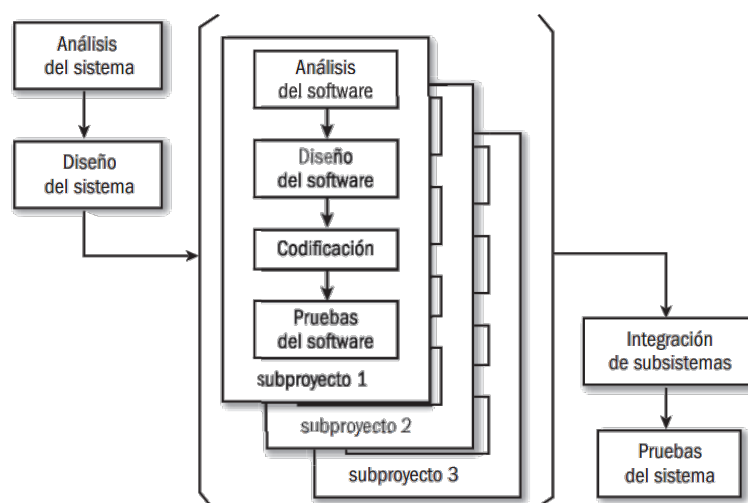 Análisis
del sistema
Diseño
del sistema
Análisis
del software
Diseño
del software
Codificación
Pruebas
del software
subproyecto 1
subproyecto 2
subproyecto 3
Integración
de subsistemas
Pruebas
del sistema